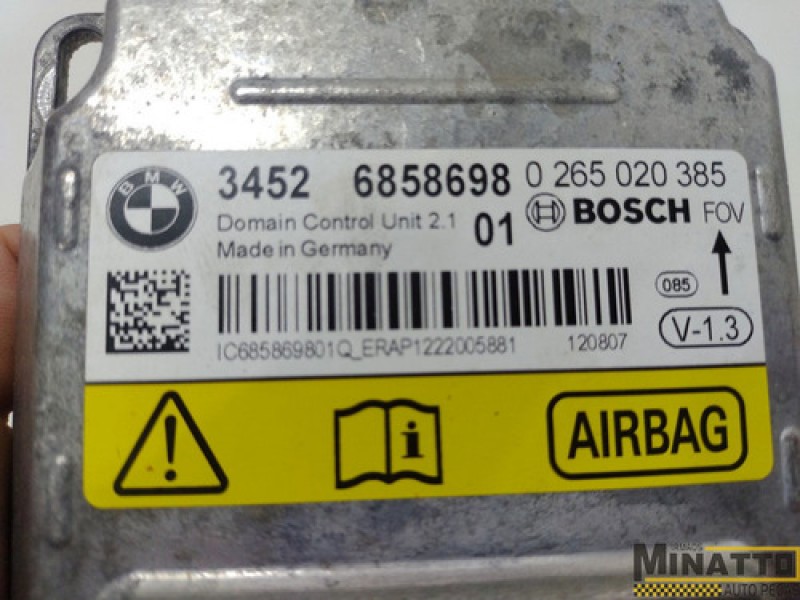 BMW
3452 6858698 0 265 020 385
Domain Control Unit 2.1 01 BOSCH FOV
Made in Germany
085
V-1.3
IC685869801Q_ERAP1222005881 120807
i
AIRBAG
MINATTO
AUTO PEÇAS